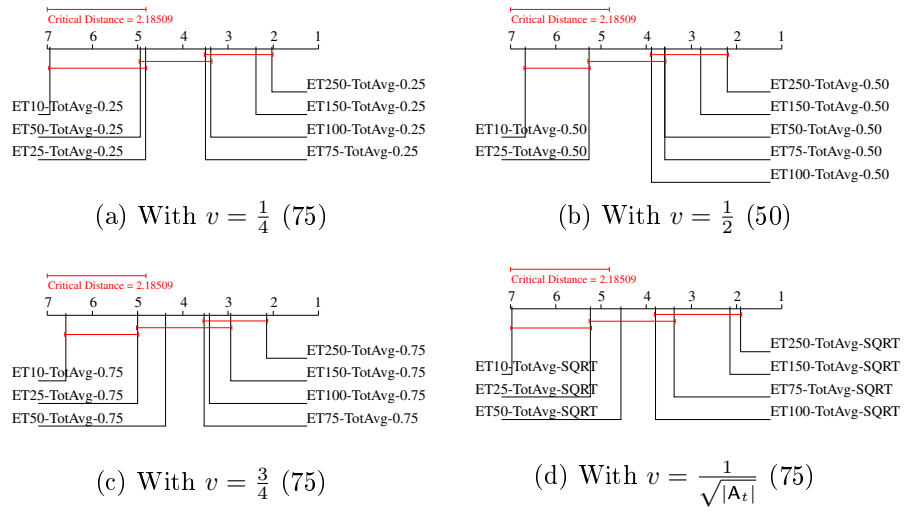 Critical Distance = 2.18509
7 6 5 4 3 2 1
ET250-TotAvg-0.25
ET10-TotAvg-0.25 ET150-TotAvg-0.25
ET50-TotAvg-0.25 ET100-TotAvg-0.25
ET25-TotAvg-0.25 ET75-TotAvg-0.25
(a) With v = 1/4 (75)
Critical Distance = 2.18509
7 6 5 4 3 2 1
ET250-TotAvg-0.50
ET150-TotAvg-0.50
ET10-TotAvg-0.50 ET50-TotAvg-0.50
ET25-TotAvg-0.50 ET75-TotAvg-0.50
ET100-TotAvg-0.50
(b) With v = 1/2 (50)
Critical Distance = 2.18509
7 6 5 4 3 2 1
ET250-TotAvg-0.75
ET10-TotAvg-0.75 ET150-TotAvg-0.75
ET25-TotAvg-0.75 ET100-TotAvg-0.75
ET50-TotAvg-0.75 ET75-TotAvg-0.75
(c) With v = 3/4 (75)
Critical Distance = 2.18509
7 6 5 4 3 2 1
ET250-TotAvg-SQRT
ET10-TotAvg-SQRT ET150-TotAvg-SQRT
ET25-TotAvg-SQRT ET75-TotAvg-SQRT
ET50-TotAvg-SQRT ET100-TotAvg-SQRT
(d) With v = 1/√|A_t| (75)